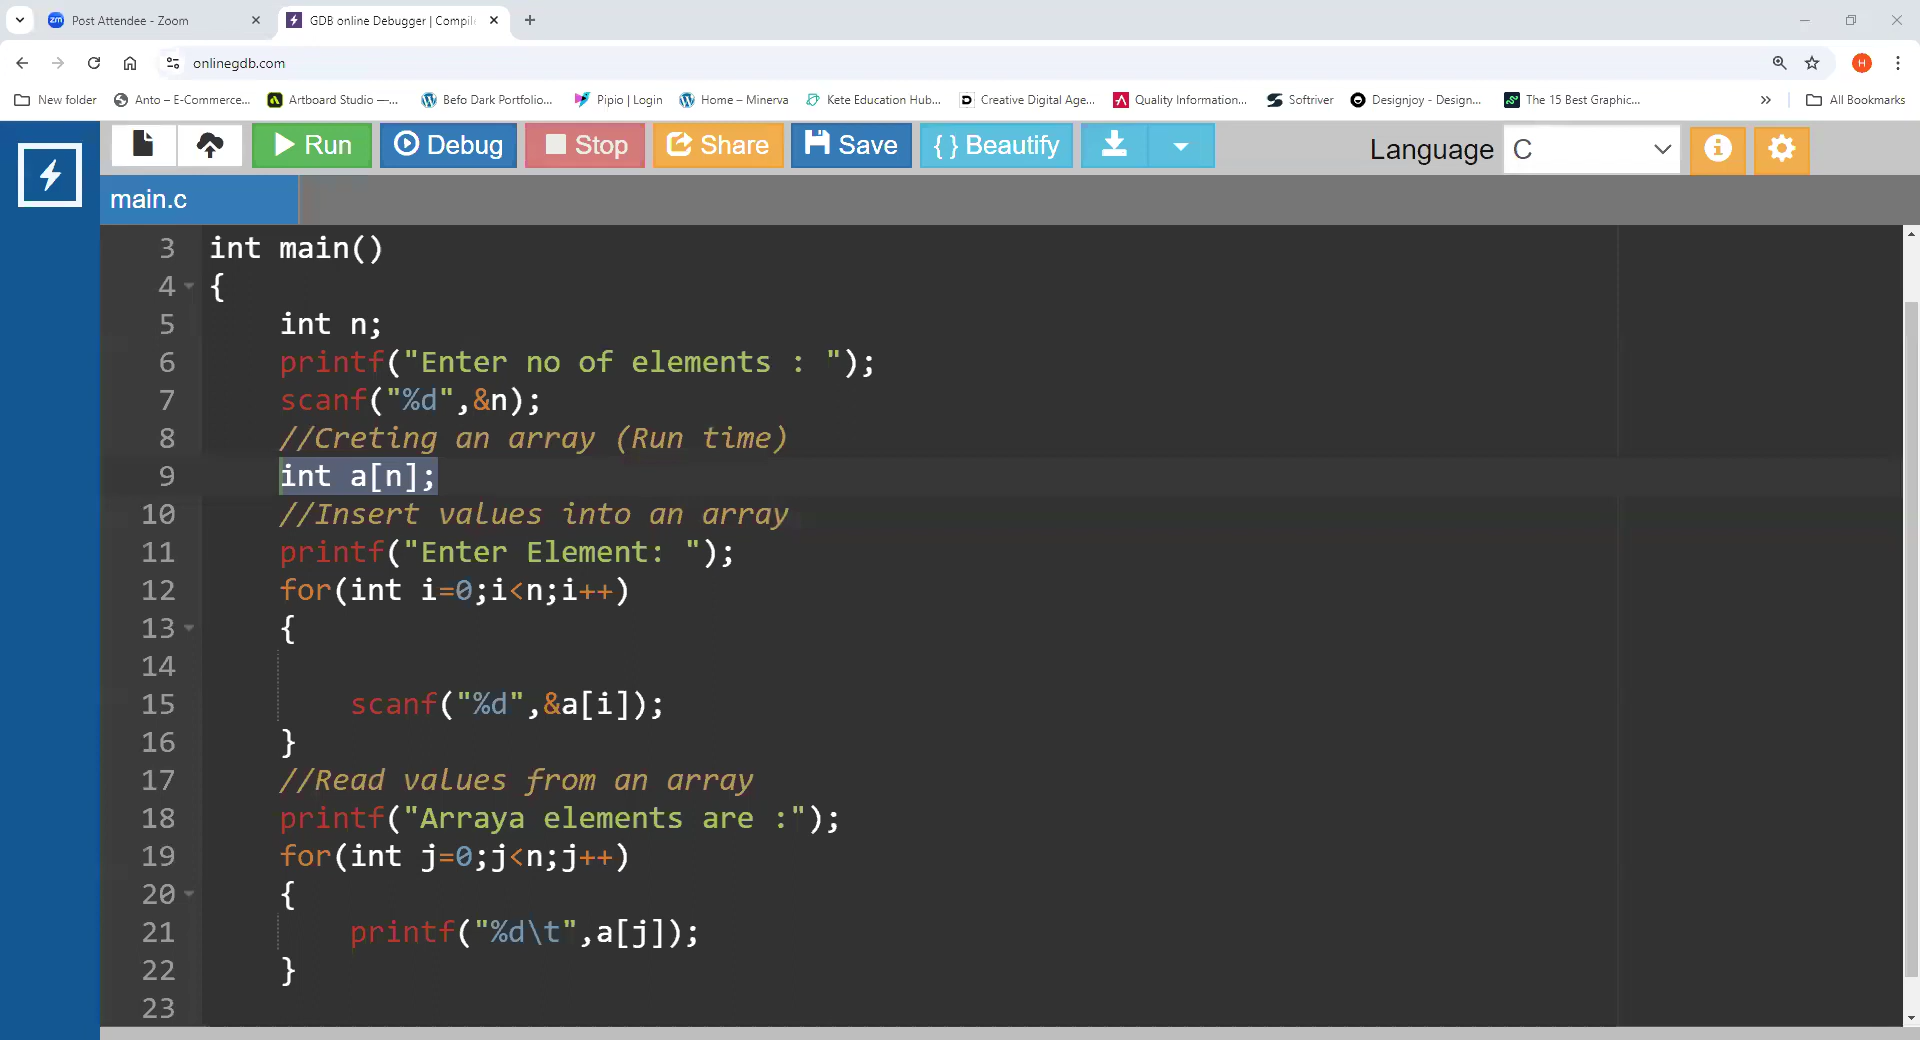 Post Attendee - Zoom
GDB online Debugger | Compil
onlinegdb.com
New folder
Anto – E-Commerce...
Artboard Studio —...
Befo Dark Portfolio...
Pipio | Login
Home – Minerva
Kete Education Hub...
Creative Digital Age...
Quality Information...
Softriver
Designjoy - Design...
The 15 Best Graphic...
All Bookmarks
Run
Debug
Stop
Share
Save
{ } Beautify
Language
C
main.c
3 int main()
4 {
5 int n;
6 printf("Enter no of elements : ");
7 scanf("%d",&n);
8 //Creting an array (Run time)
9 int a[n];
10 //Insert values into an array
11 printf("Enter Element: ");
12 for(int i=0;i<n;i++)
13 {
14
15 scanf("%d",&a[i]);
16 }
17 //Read values from an array
18 printf("Arraya elements are :");
19 for(int j=0;j<n;j++)
20 {
21 printf("%d\t",a[j]);
22 }
23